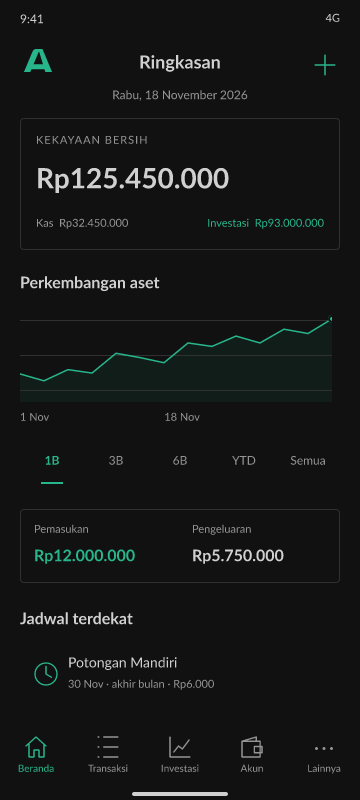 9:41 4G
A Ringkasan
Rabu, 18 November 2026
KEKAYAAN BERSIH
Rp125.450.000
Kas Rp32.450.000 Investasi Rp93.000.000
Perkembangan aset
1 Nov 18 Nov
1B 3B 6B YTD Semua
Pemasukan Pengeluaran
Rp12.000.000 Rp5.750.000
Jadwal terdekat
Potongan Mandiri
30 Nov · akhir bulan · Rp6.000
Beranda Transaksi Investasi Akun Lainnya